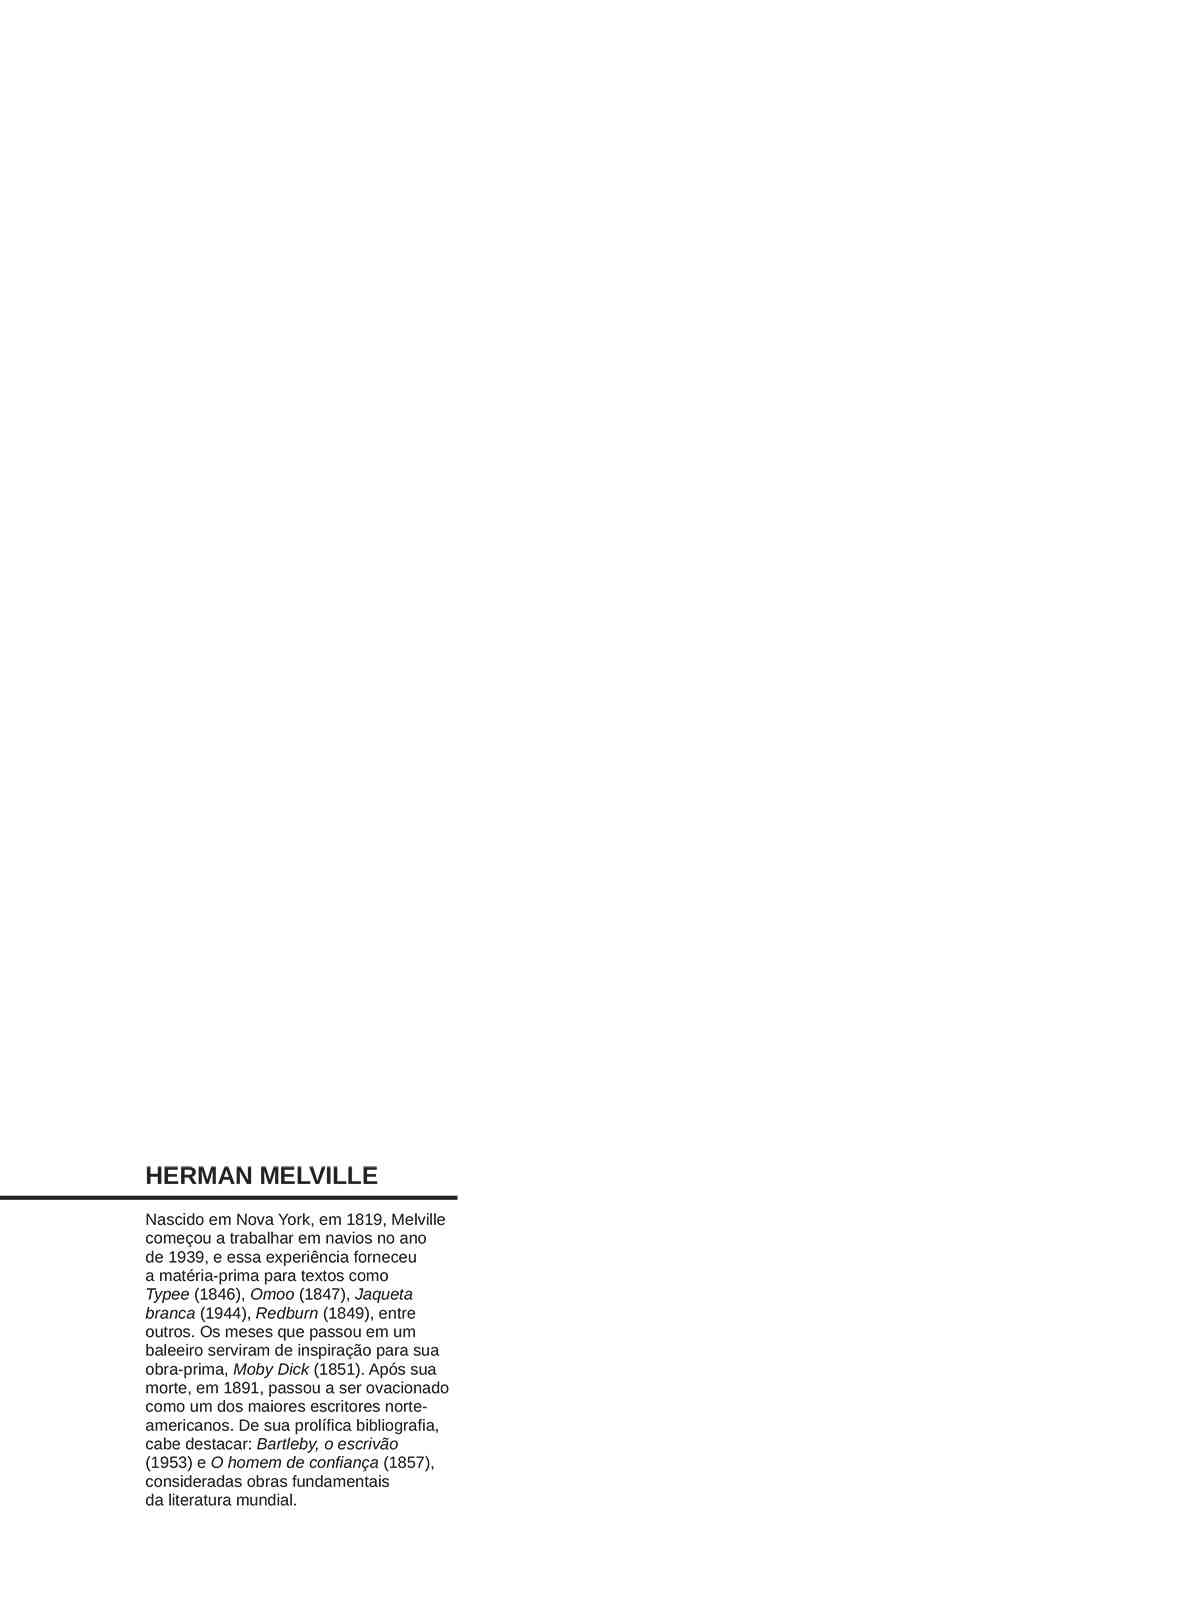 HERMAN MELVILLE
Nascido em Nova York, em 1819, Melville
começou a trabalhar em navios no ano
de 1939, e essa experiência forneceu
a matéria-prima para textos como
Typee (1846), Omoo (1847), Jaqueta
branca (1944), Redburn (1849), entre
outros. Os meses que passou em um
baleeiro serviram de inspiração para sua
obra-prima, Moby Dick (1851). Após sua
morte, em 1891, passou a ser ovacionado
como um dos maiores escritores norte-
americanos. De sua prolífica bibliografia,
cabe destacar: Bartleby, o escrivão
(1953) e O homem de confiança (1857),
consideradas obras fundamentais
da literatura mundial.